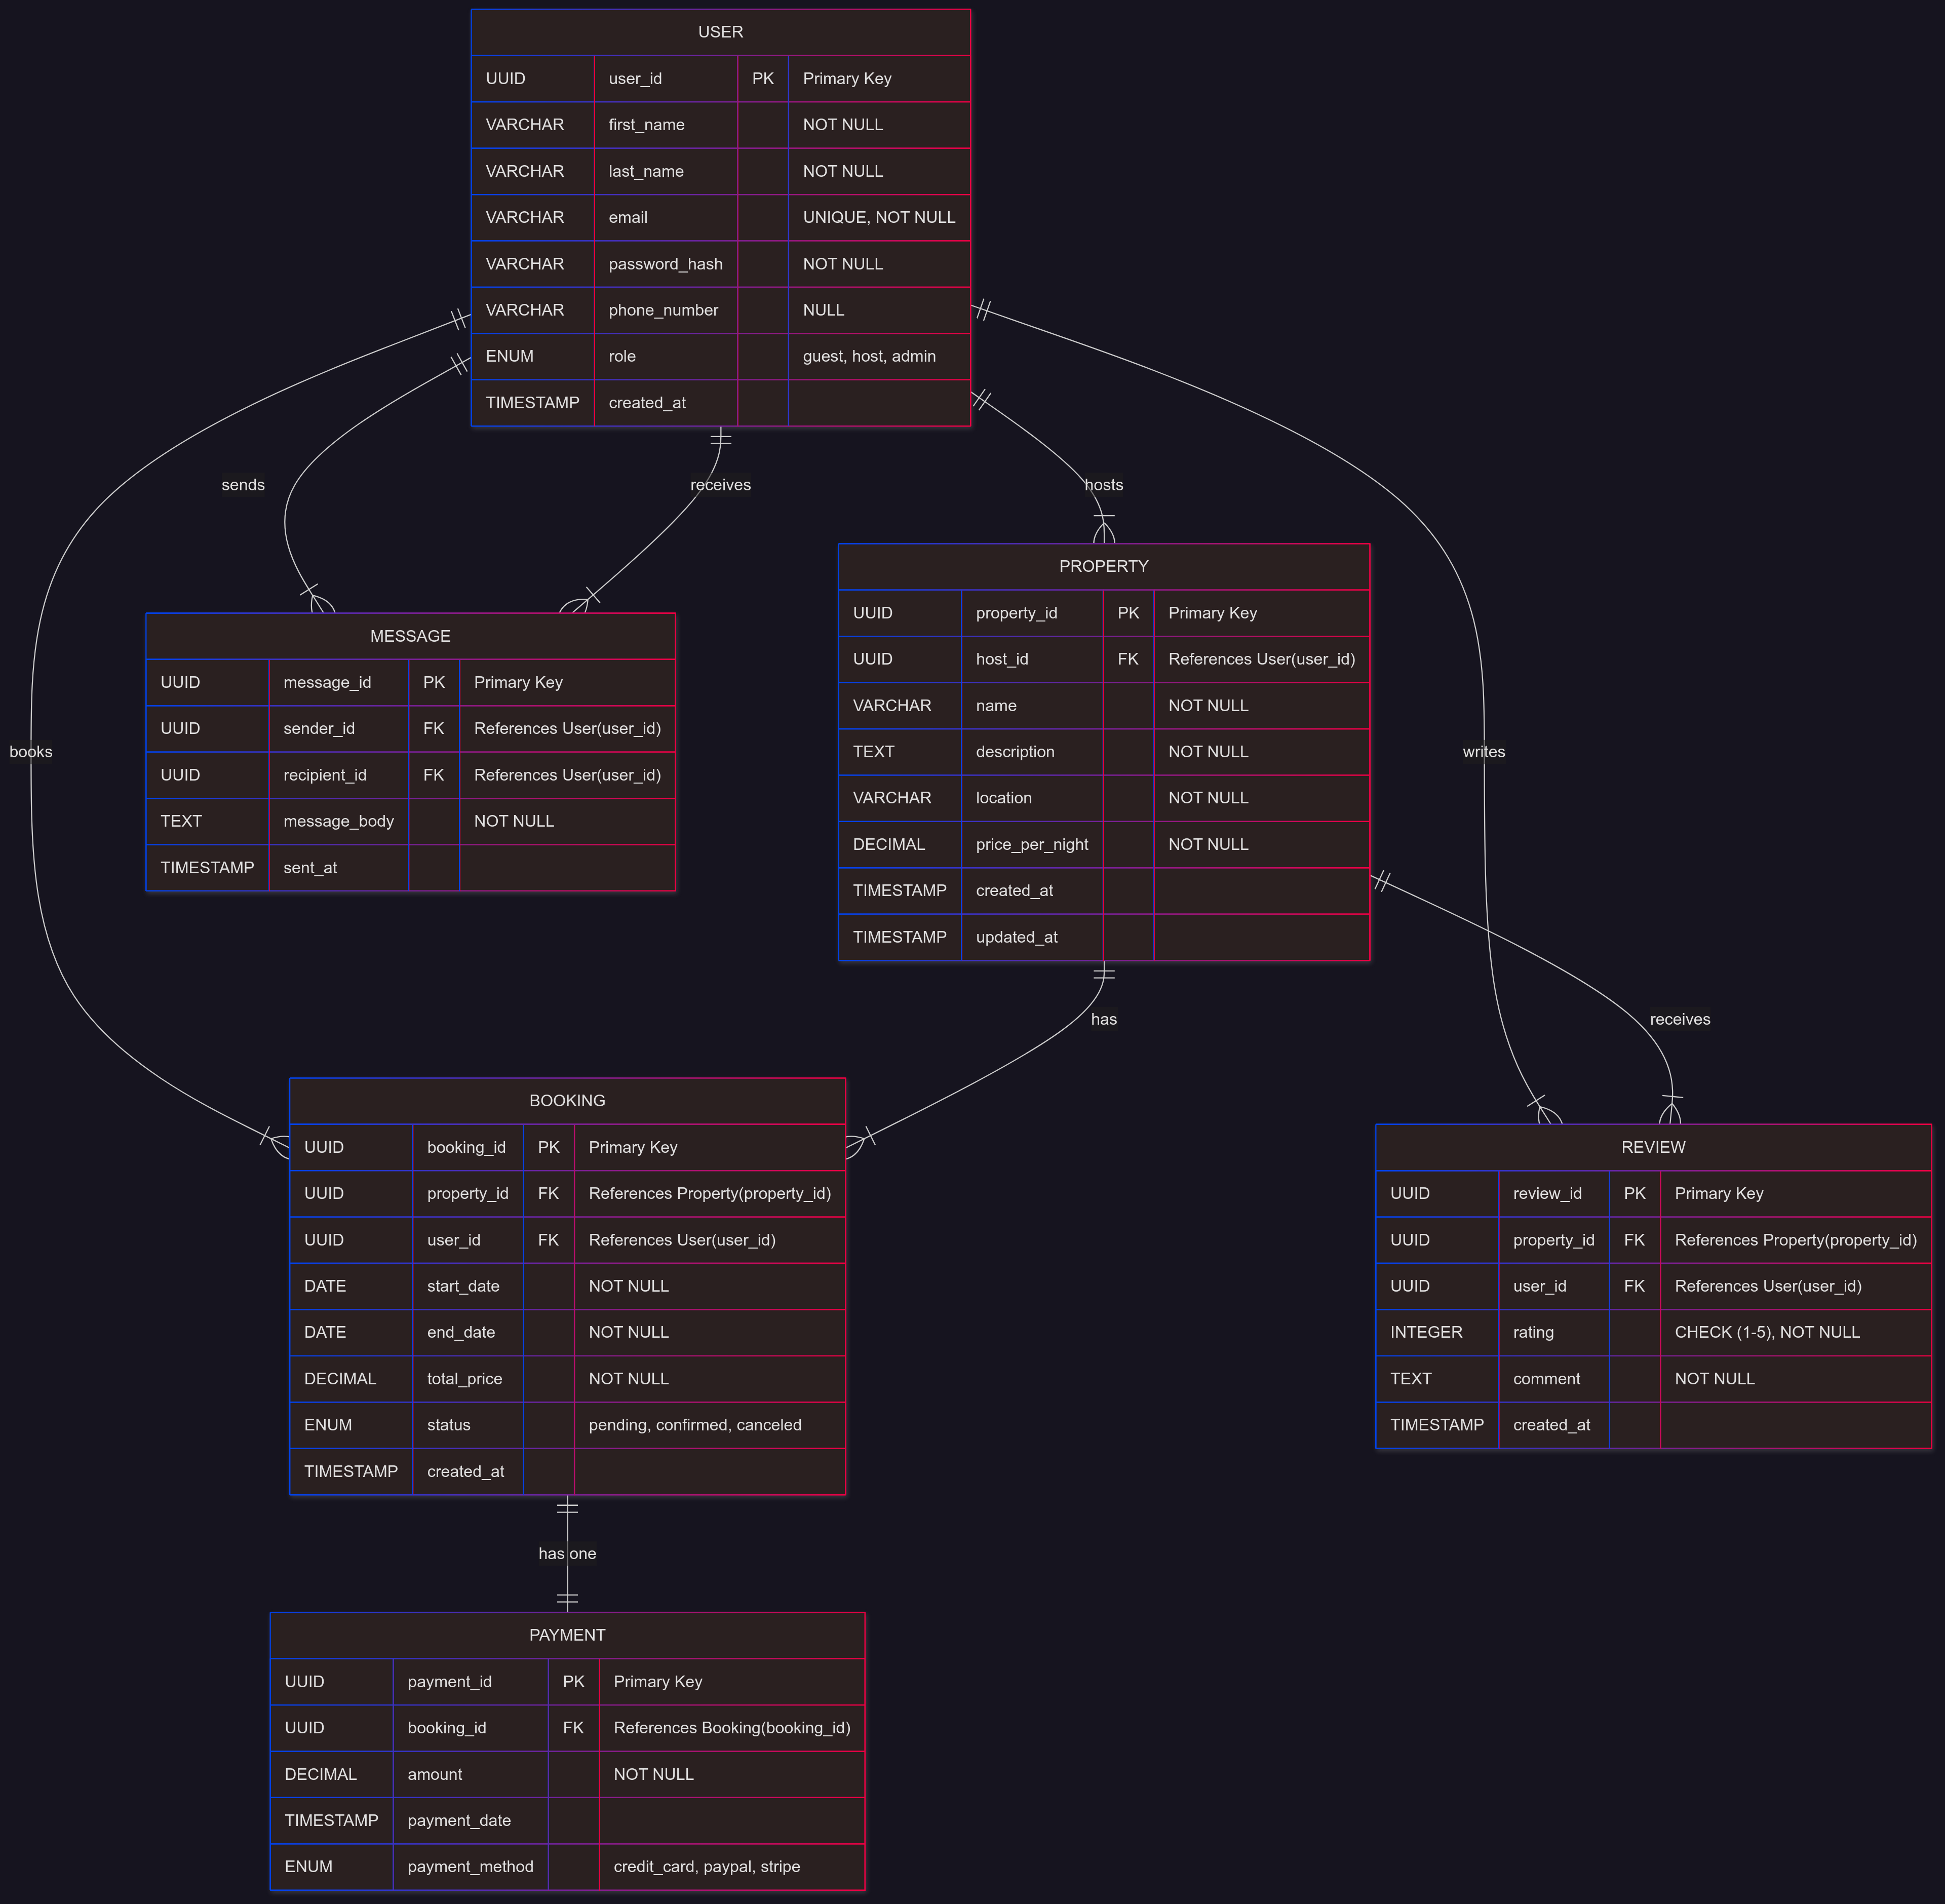 USER
UUID user_id PK Primary Key
VARCHAR first_name NOT NULL
VARCHAR last_name NOT NULL
VARCHAR email UNIQUE, NOT NULL
VARCHAR password_hash NOT NULL
VARCHAR phone_number NULL
ENUM role guest, host, admin
TIMESTAMP created_at
sends
receives
hosts
books
writes
MESSAGE
UUID message_id PK Primary Key
UUID sender_id FK References User(user_id)
UUID recipient_id FK References User(user_id)
TEXT message_body NOT NULL
TIMESTAMP sent_at
PROPERTY
UUID property_id PK Primary Key
UUID host_id FK References User(user_id)
VARCHAR name NOT NULL
TEXT description NOT NULL
VARCHAR location NOT NULL
DECIMAL price_per_night NOT NULL
TIMESTAMP created_at
TIMESTAMP updated_at
has
receives
BOOKING
UUID booking_id PK Primary Key
UUID property_id FK References Property(property_id)
UUID user_id FK References User(user_id)
DATE start_date NOT NULL
DATE end_date NOT NULL
DECIMAL total_price NOT NULL
ENUM status pending, confirmed, canceled
TIMESTAMP created_at
REVIEW
UUID review_id PK Primary Key
UUID property_id FK References Property(property_id)
UUID user_id FK References User(user_id)
INTEGER rating CHECK (1-5), NOT NULL
TEXT comment NOT NULL
TIMESTAMP created_at
has one
PAYMENT
UUID payment_id PK Primary Key
UUID booking_id FK References Booking(booking_id)
DECIMAL amount NOT NULL
TIMESTAMP payment_date
ENUM payment_method credit_card, paypal, stripe